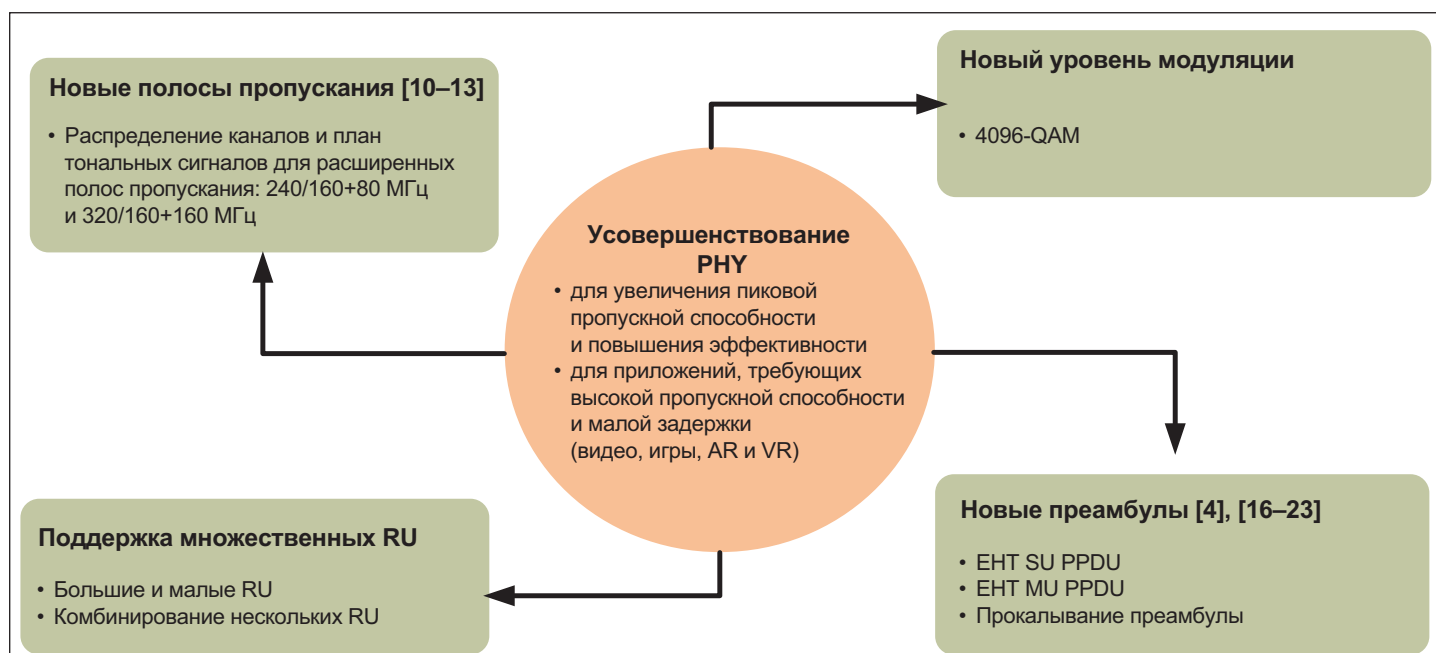 Новые полосы пропускания [10–13]
• Распределение каналов и план
тональных сигналов для расширенных
полос пропускания: 240/160+80 МГц
и 320/160+160 МГц
Новый уровень модуляции
• 4096-QAM
Усовершенствование
PHY
• для увеличения пиковой
пропускной способности
и повышения эффективности
• для приложений, требующих
высокой пропускной способности
и малой задержки
(видео, игры, AR и VR)
Поддержка множественных RU
• Большие и малые RU
• Комбинирование нескольких RU
Новые преамбулы [4], [16–23]
• EHT SU PPDU
• EHT MU PPDU
• Прокалывание преамбулы